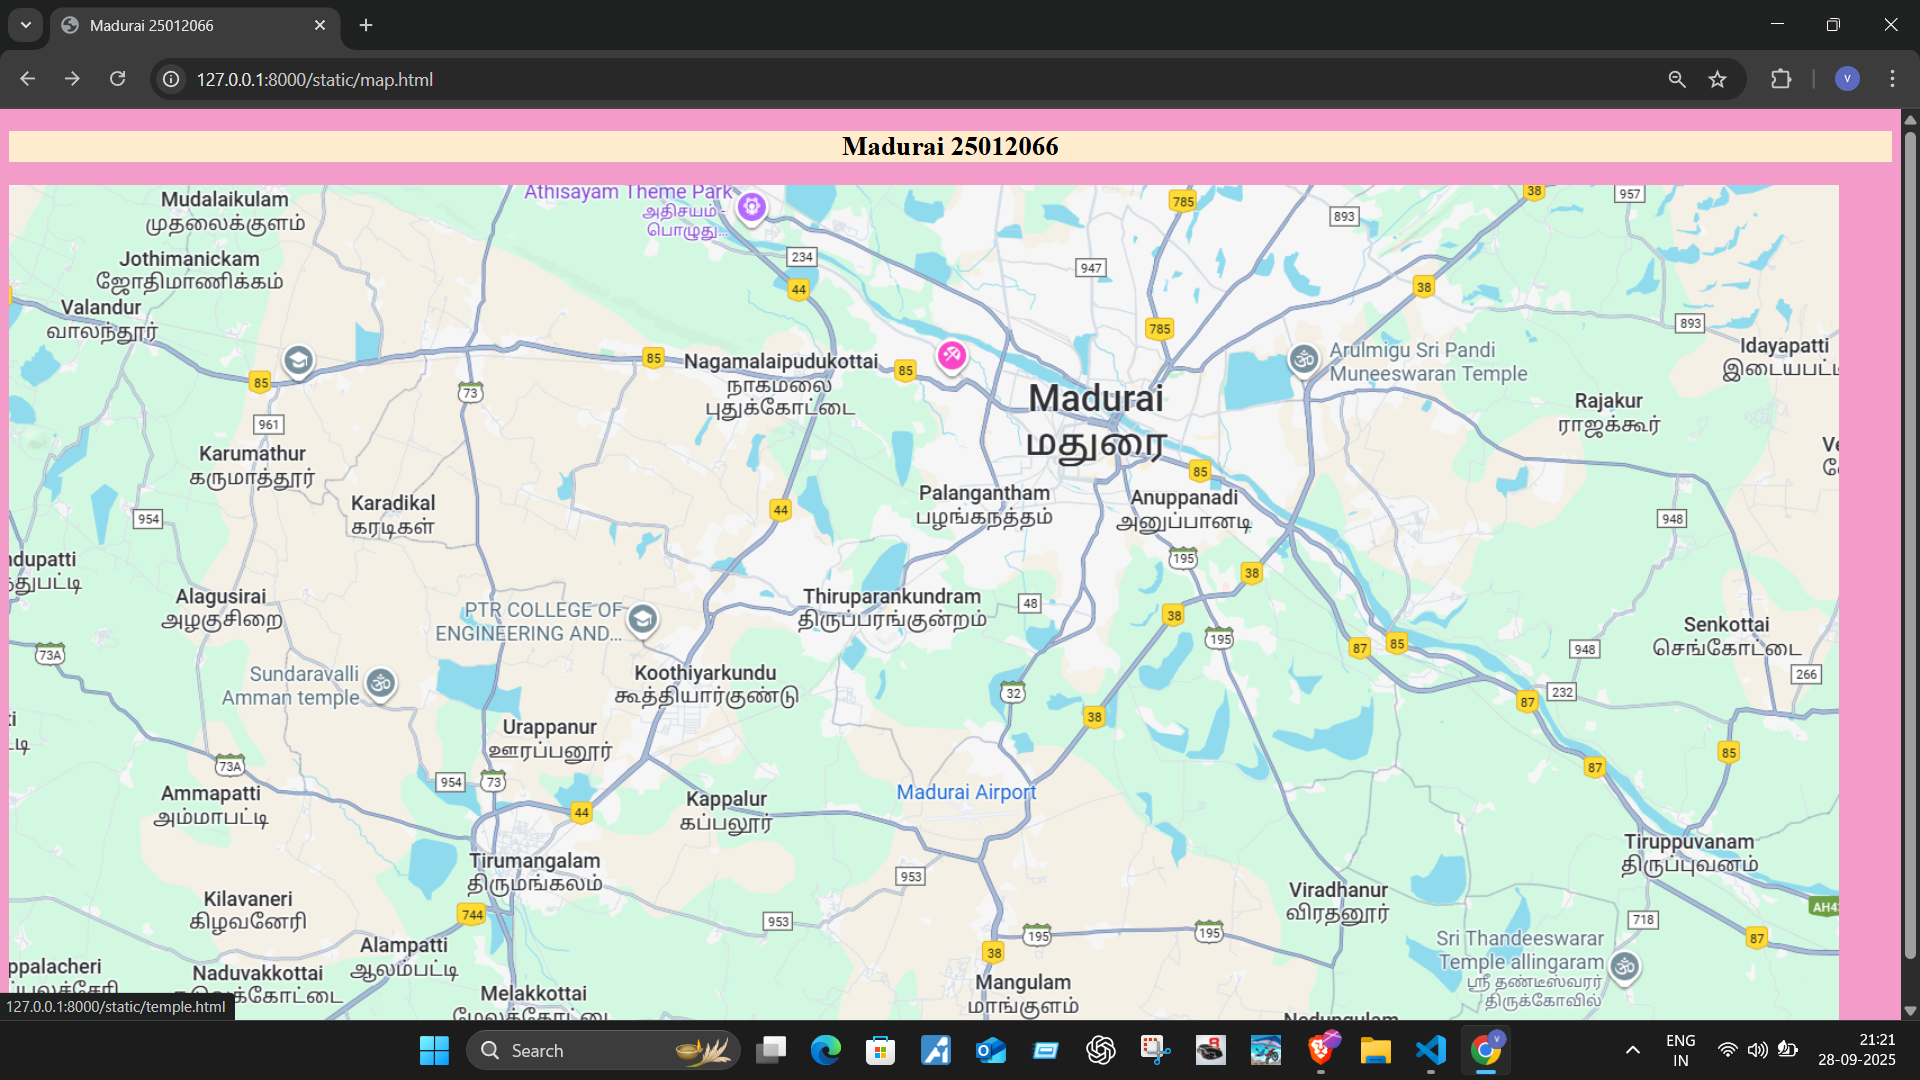 Madurai 25012066
127.0.0.1:8000/static/map.html
V
Madurai 25012066
Mudalaikulam
முதலைக்குளம்
Athisayam Theme Park
அதிசயம் -
பொழுது...
38
957
785
893
Jothimanickam
ஜோதிமாணிக்கம்
234
947
44
38
Valandur
வாலந்தூர்
893
785
Idayapatti
இடையபட்டி
85
Nagamalaipudukottai
நாகமலை
புதுக்கோட்டை
85
Arulmigu Sri Pandi
Muneeswaran Temple
85
73
Madurai
மதுரை
Rajakur
ராஜக்கூர்
961
Karumathur
கருமாத்தூர்
85
Karadikal
கரடிகள்
Palangantham
பழங்கநத்தம்
Anuppanadi
அனுப்பானடி
44
954
948
195
38
Alagusirai
அழகுசிறை
PTR COLLEGE OF
ENGINEERING AND...
Thiruparankundram
திருப்பரங்குன்றம்
48
38
195
Senkottai
செங்கோட்டை
73A
87
85
948
266
Sundaravalli
Amman temple
Koothiyarkundu
கூத்தியார்குண்டு
32
232
87
38
Urappanur
ஊரப்பனூர்
85
73A
87
954
73
Ammapatti
அம்மாபட்டி
Kappalur
கப்பலூர்
Madurai Airport
44
Tirumangalam
திருமங்கலம்
Tiruppuvanam
திருப்புவனம்
953
Viradhanur
விரதனூர்
Kilavaneri
கிழவனேரி
744
953
195
195
718
87
Alampatti
ஆலம்பட்டி
38
Sri Thandeeswarar
Temple allingaram
ஸ்ரீ தண்டீஸ்வரர்
திருக்கோவில்
Naduvakkottai
Melakkottai
Mangulam
மாங்குளம்
127.0.0.1:8000/static/temple.html
Search
ENG
IN
21:21
28-09-2025